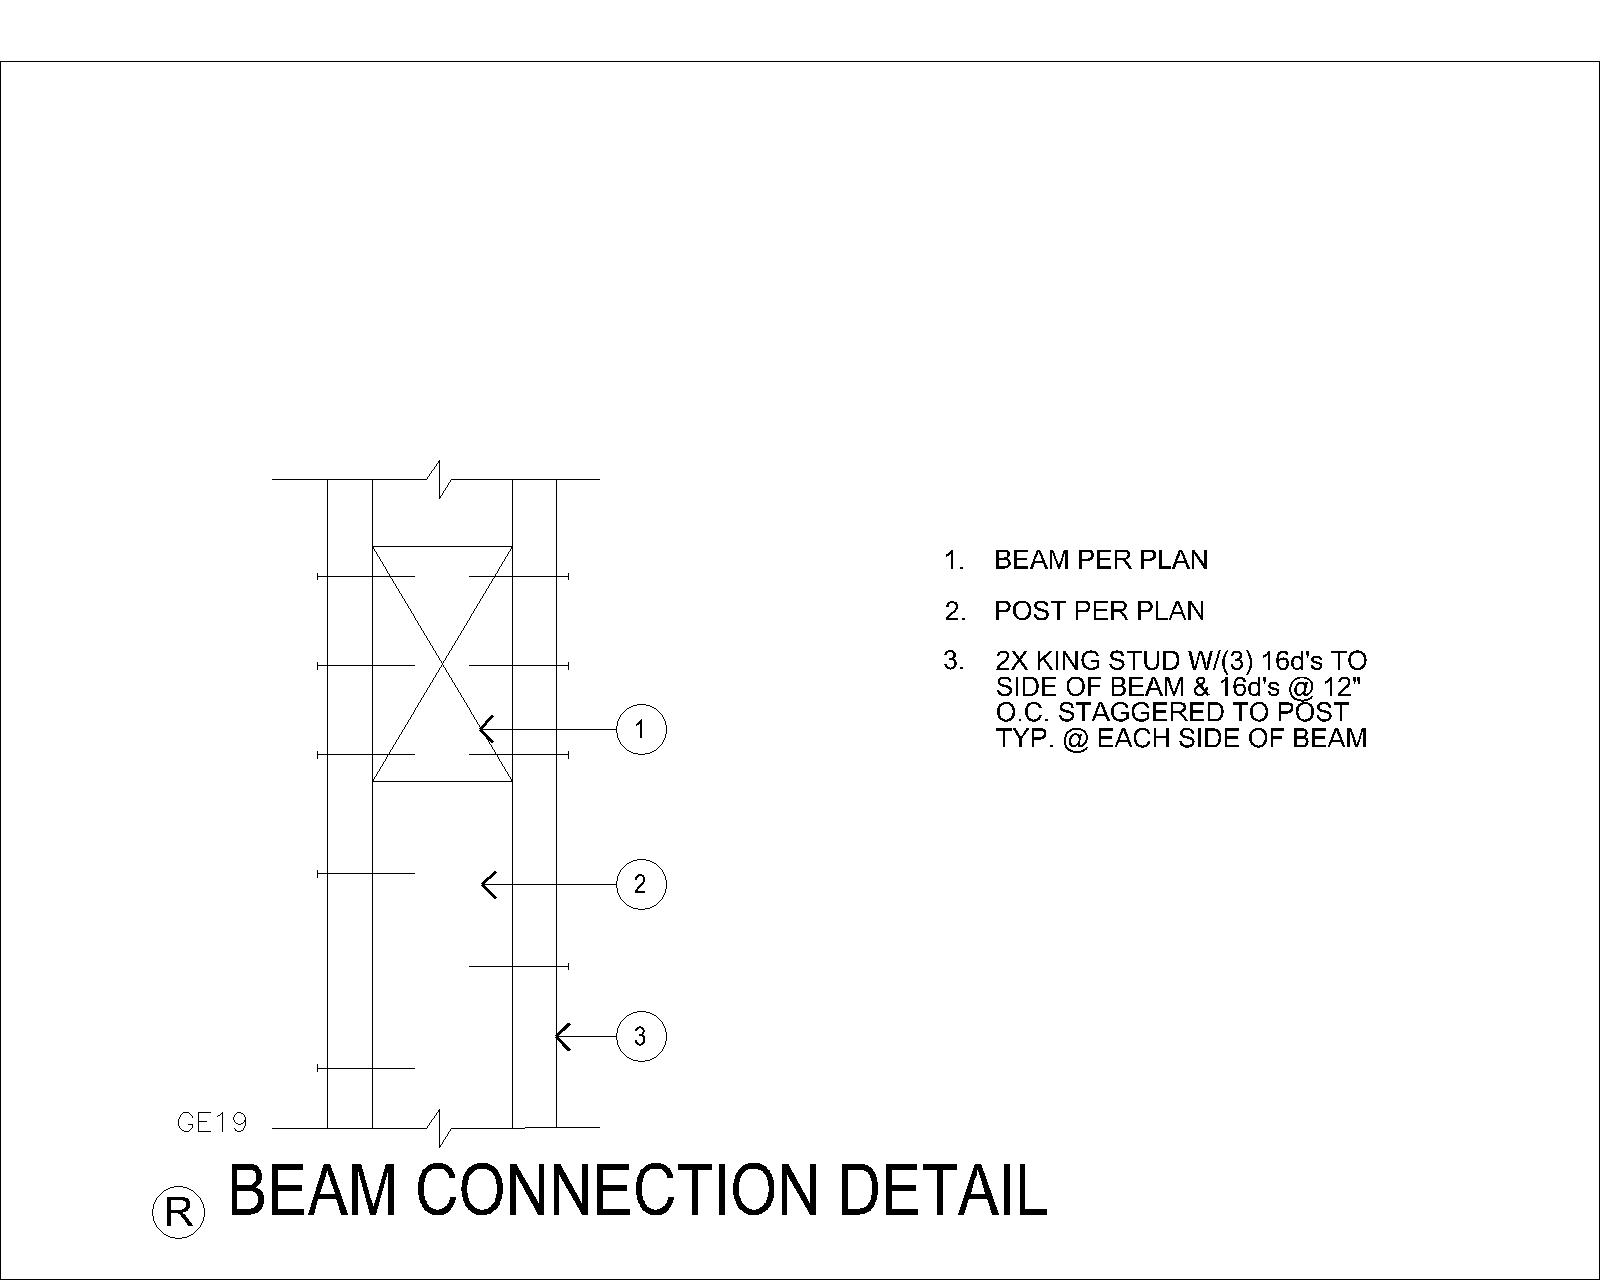 1. BEAM PER PLAN
2. POST PER PLAN
3. 2X KING STUD W/(3) 16d's TO
SIDE OF BEAM & 16d's @ 12"
O.C. STAGGERED TO POST
TYP. @ EACH SIDE OF BEAM
1
2
3
GE19
R BEAM CONNECTION DETAIL